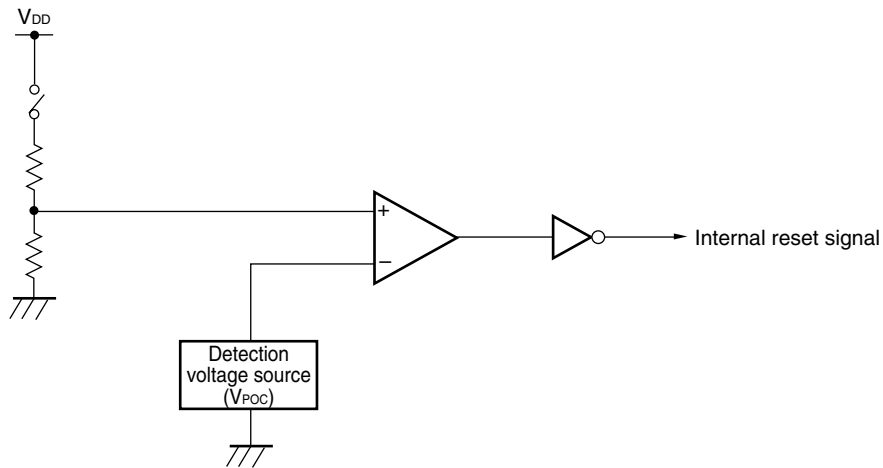 VDD
+
−
Internal reset signal
Detection
voltage source
(VPOC)